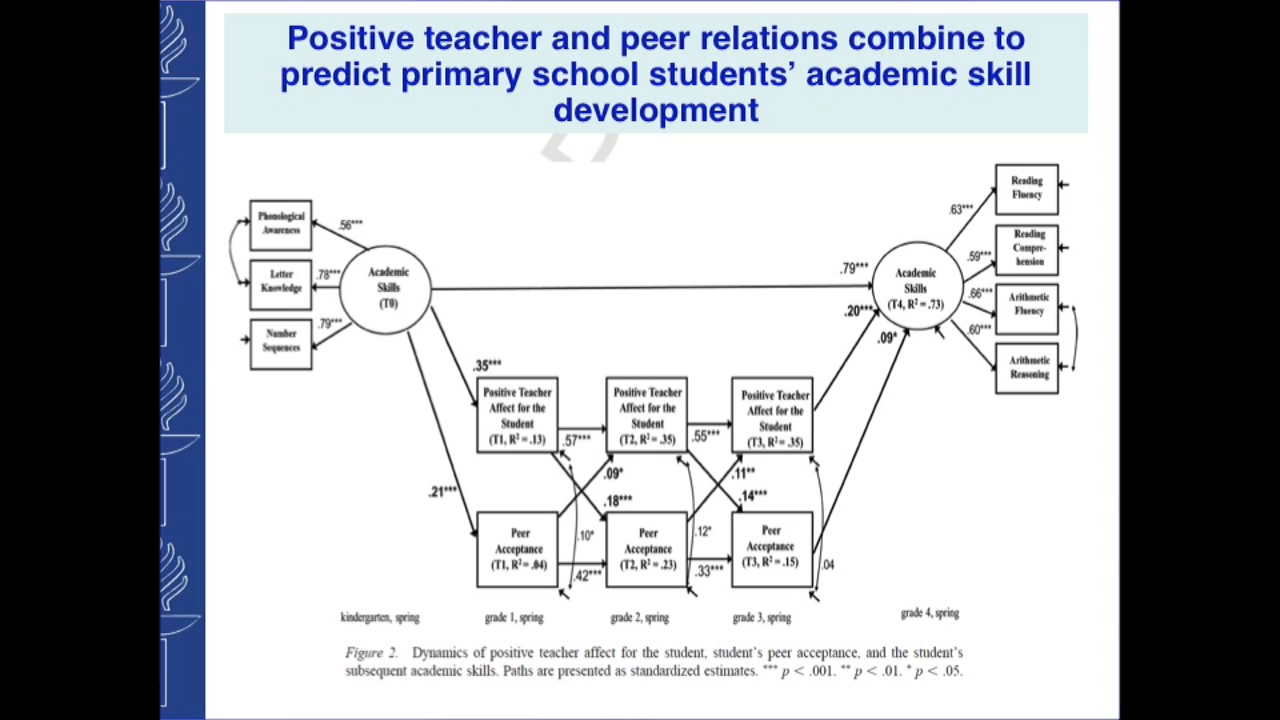 Positive teacher and peer relations combine to
predict primary school students’ academic skill
development
Phonological
Awareness
Letter
Knowledge
Number
Sequences
.56***
.78***
.79***
Academic
Skills
(T0)
.79***
.20***
.09*
Academic
Skills
(T4, R² = .73)
.63***
.59***
.66***
.60***
Reading
Fluency
Reading
Compre-
hension
Arithmetic
Fluency
Arithmetic
Reasoning
.35***
.21***
Positive Teacher
Affect for the
Student
(T1, R² = .13)
.57***
Positive Teacher
Affect for the
Student
(T2, R² = .35)
.55***
Positive Teacher
Affect for the
Student
(T3, R² = .35)
.09*
.18***
.11**
.14***
.10*
.12*
.04
Peer
Acceptance
(T1, R² = .04)
.42***
Peer
Acceptance
(T2, R² = .23)
.33***
Peer
Acceptance
(T3, R² = .15)
kindergarten, spring
grade 1, spring
grade 2, spring
grade 3, spring
grade 4, spring
Figure 2. Dynamics of positive teacher affect for the student, student’s peer acceptance, and the student’s
subsequent academic skills. Paths are presented as standardized estimates. *** p < .001. ** p < .01. * p < .05.